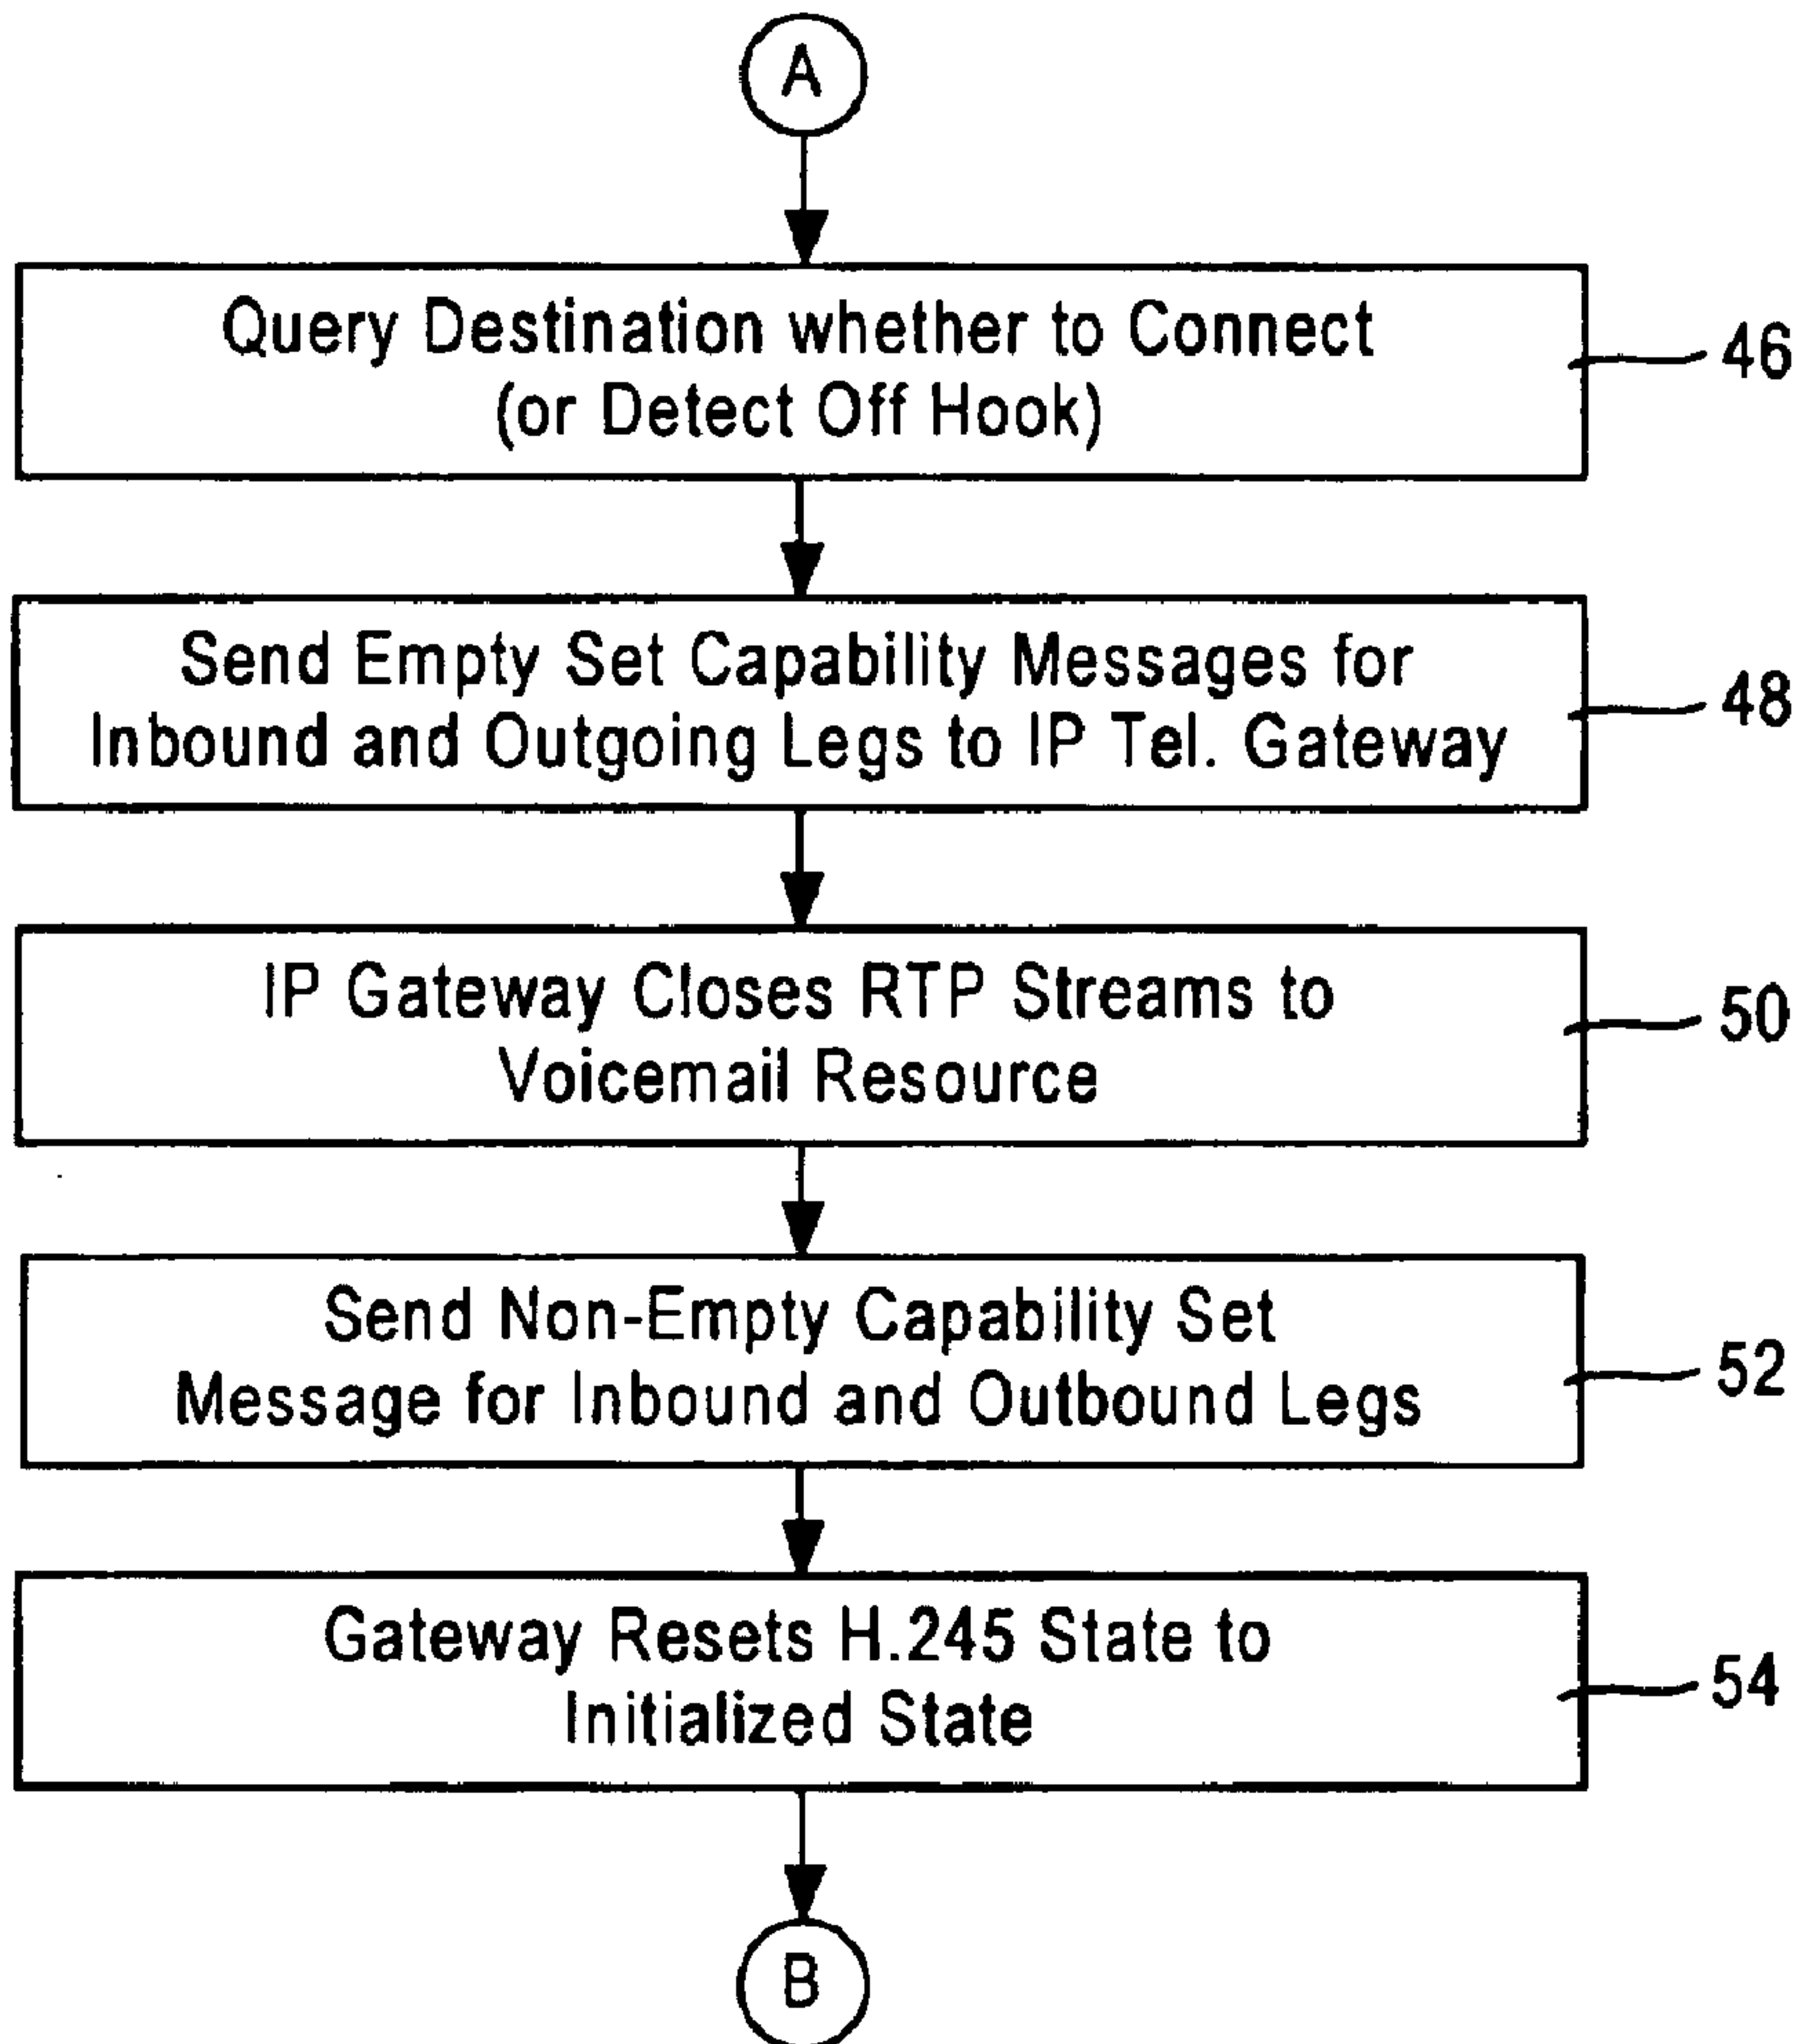 A
Query Destination whether to Connect
(or Detect Off Hook)
46
Send Empty Set Capability Messages for
Inbound and Outgoing Legs to IP Tel. Gateway
48
IP Gateway Closes RTP Streams to
Voicemail Resource
50
Send Non-Empty Capability Set
Message for Inbound and Outbound Legs
52
Gateway Resets H.245 State to
Initialized State
54
B